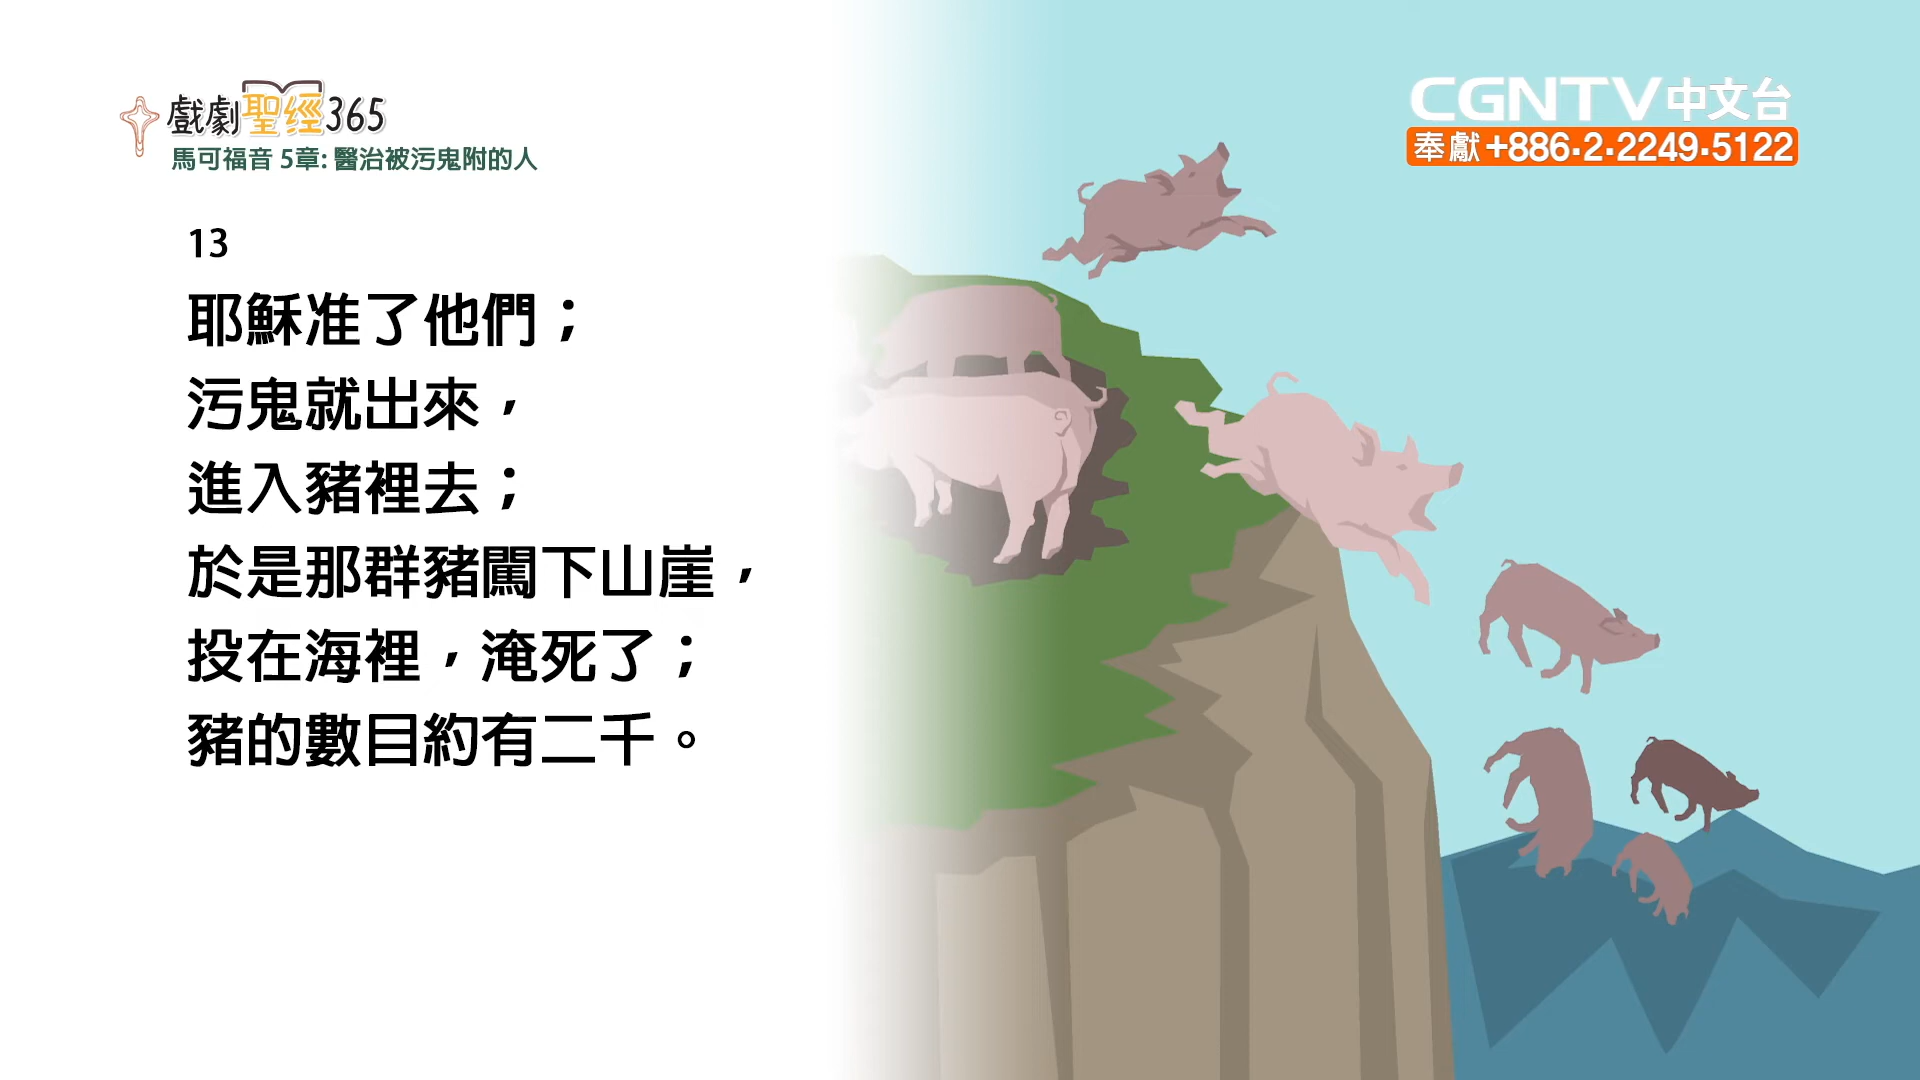 戲劇聖經365
馬可福音 5章: 醫治被污鬼附的人
CGNTV中文台
奉獻 +886·2·2249·5122
13
耶穌准了他們；
污鬼就出來，
進入豬裡去；
於是那群豬闖下山崖，
投在海裡，淹死了；
豬的數目約有二千。